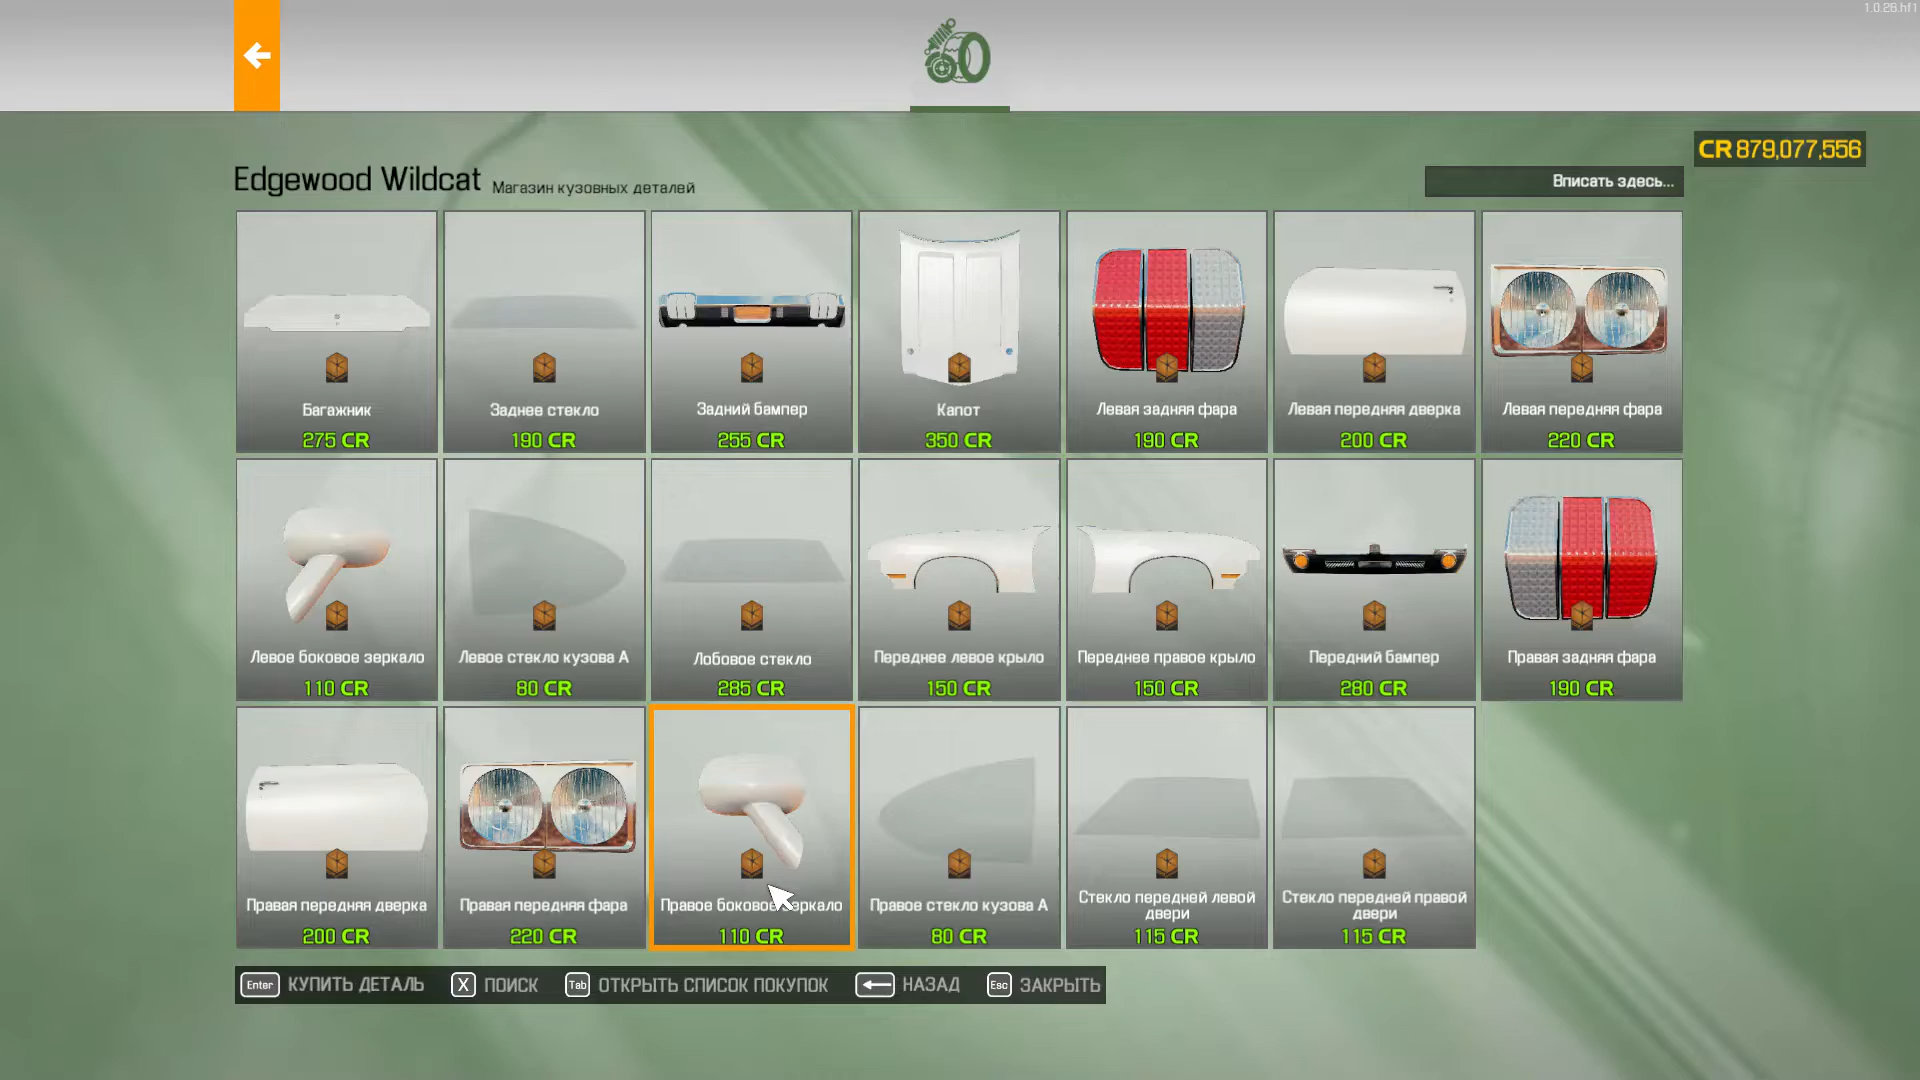 1.0.26.hf1
CR 879,077,556
Edgewood Wildcat Магазин кузовных деталей
Вписать здесь...
Багажник
275 CR
Заднее стекло
190 CR
Задний бампер
255 CR
Капот
350 CR
Левая задняя фара
190 CR
Левая передняя дверка
200 CR
Левая передняя фара
220 CR
Левое боковое зеркало
110 CR
Левое стекло кузова А
80 CR
Лобовое стекло
285 CR
Переднее левое крыло
150 CR
Переднее правое крыло
150 CR
Передний бампер
280 CR
Правая задняя фара
190 CR
Правая передняя дверка
200 CR
Правая передняя фара
220 CR
Правое боковое зеркало
110 CR
Правое стекло кузова А
80 CR
Стекло передней левой
двери
115 CR
Стекло передней правой
двери
115 CR
Enter КУПИТЬ ДЕТАЛЬ X ПОИСК Tab ОТКРЫТЬ СПИСОК ПОКУПОК НАЗАД Esc ЗАКРЫТЬ